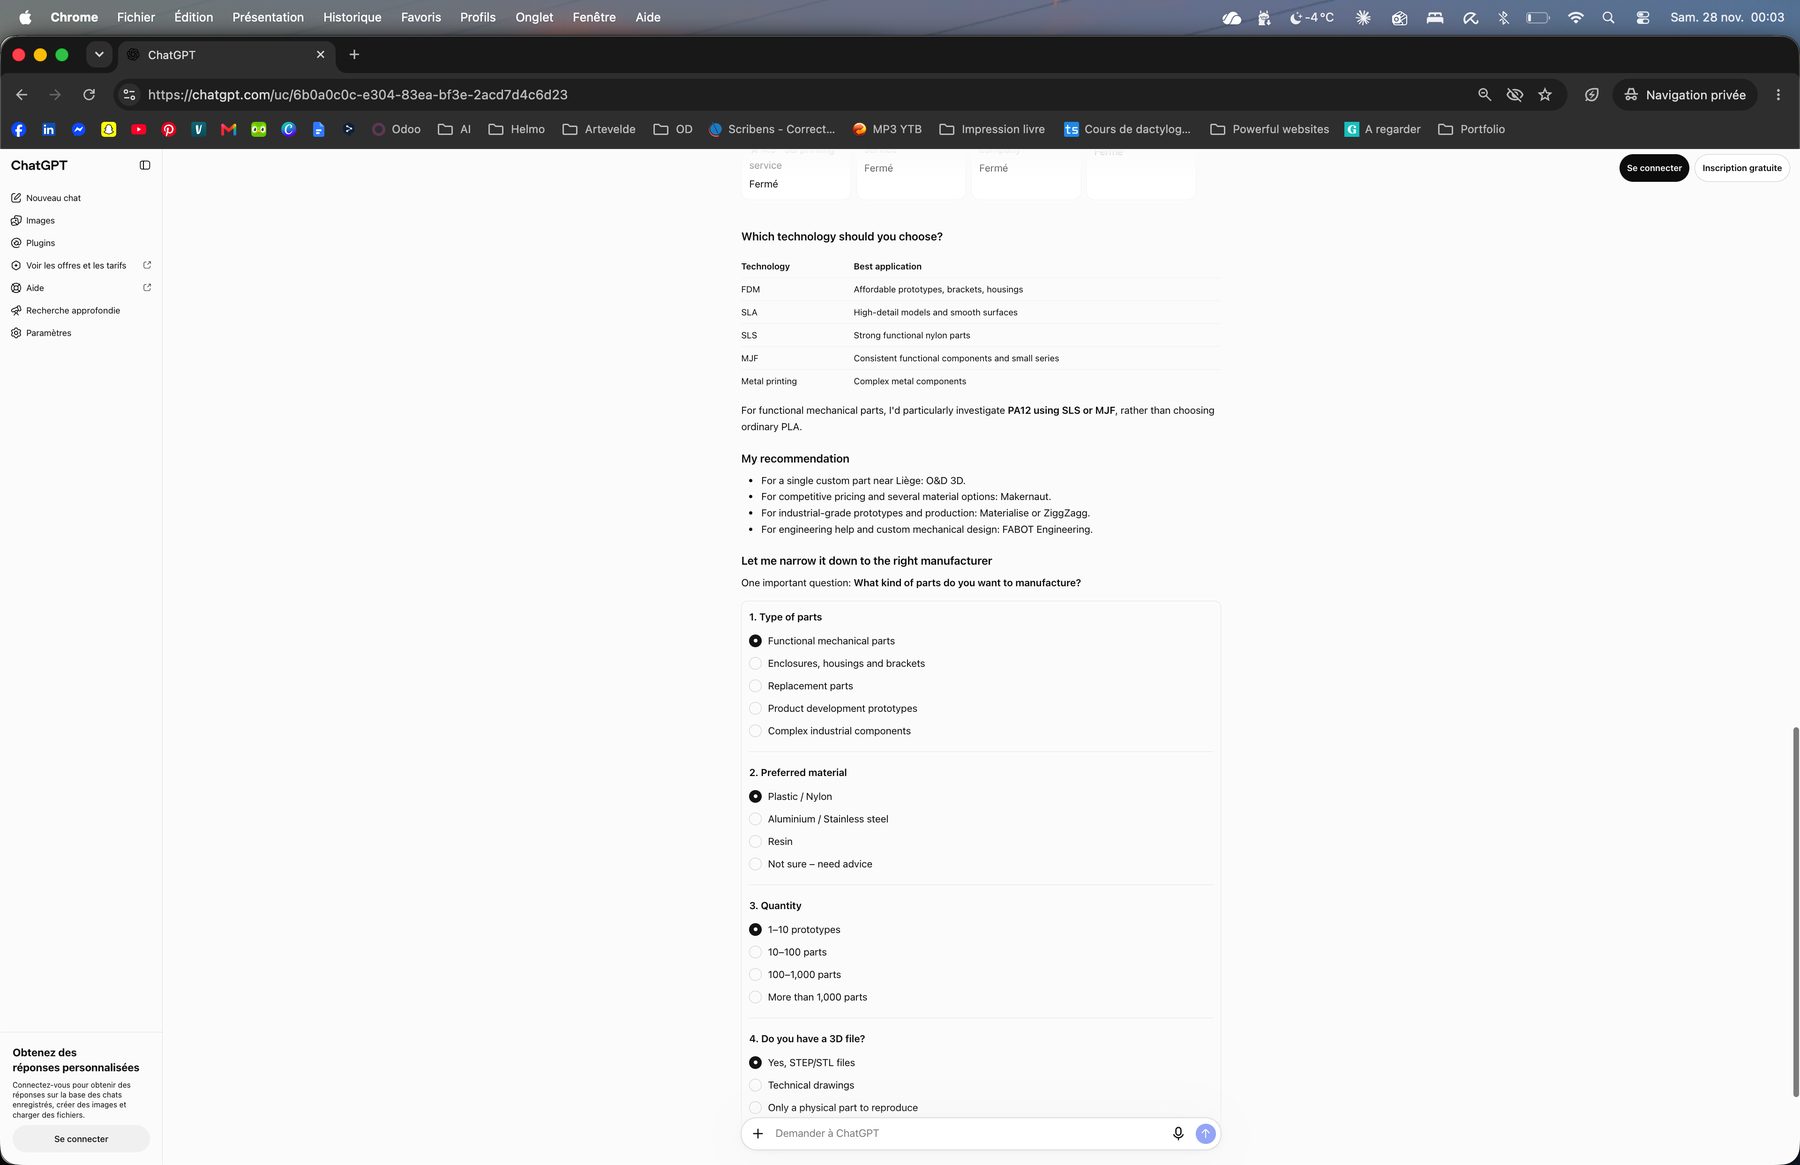 Chrome Fichier Édition Présentation Historique Favoris Profils Onglet Fenêtre Aide
-4 °C Sam. 28 nov. 00:03
ChatGPT
https://chatgpt.com/uc/6b0a0c0c-e304-83ea-bf3e-2acd7d4c6d23
Navigation privée
Odoo AI Helmo Artevelde OD Scribens - Correct... MP3 YTB Impression livre Cours de dactylog... Powerful websites A regarder Portfolio
ChatGPT
Nouveau chat
Images
Plugins
Voir les offres et les tarifs
Aide
Recherche approfondie
Paramètres
Obtenez des
réponses personnalisées
Connectez-vous pour obtenir des
réponses sur la base des chats
enregistrés, créer des images et
charger des fichiers.
Se connecter
Se connecter
Inscription gratuite
service
Fermé
Fermé
Fermé
Fermé
Which technology should you choose?
Technology Best application
FDM Affordable prototypes, brackets, housings
SLA High-detail models and smooth surfaces
SLS Strong functional nylon parts
MJF Consistent functional components and small series
Metal printing Complex metal components
For functional mechanical parts, I'd particularly investigate PA12 using SLS or MJF, rather than choosing
ordinary PLA.
My recommendation
• For a single custom part near Liège: O&D 3D.
• For competitive pricing and several material options: Makernaut.
• For industrial-grade prototypes and production: Materialise or ZiggZagg.
• For engineering help and custom mechanical design: FABOT Engineering.
Let me narrow it down to the right manufacturer
One important question: What kind of parts do you want to manufacture?
1. Type of parts
Functional mechanical parts
Enclosures, housings and brackets
Replacement parts
Product development prototypes
Complex industrial components
2. Preferred material
Plastic / Nylon
Aluminium / Stainless steel
Resin
Not sure – need advice
3. Quantity
1–10 prototypes
10–100 parts
100–1,000 parts
More than 1,000 parts
4. Do you have a 3D file?
Yes, STEP/STL files
Technical drawings
Only a physical part to reproduce
Demander à ChatGPT